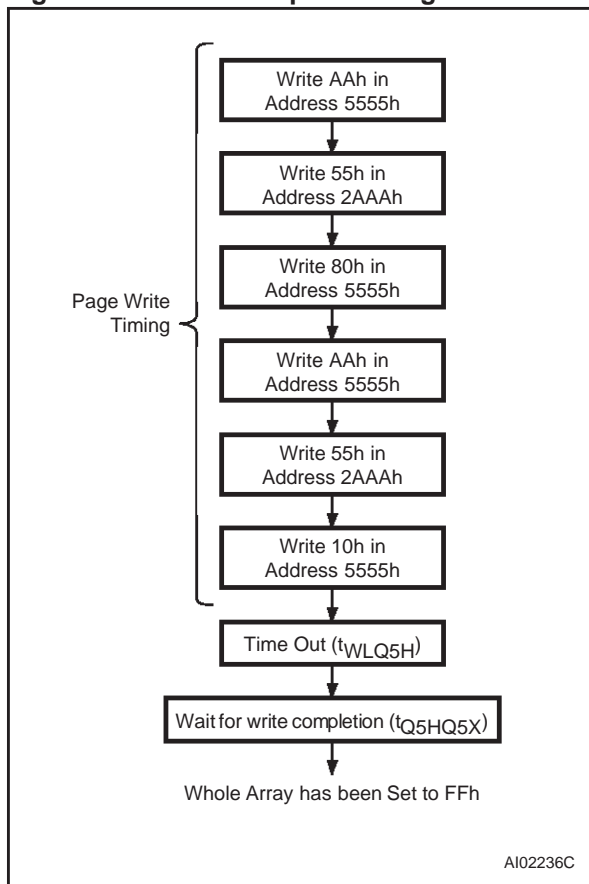 Write AAh in
Address 5555h
Write 55h in
Address 2AAAh
Write 80h in
Address 5555h
Page Write
Timing
Write AAh in
Address 5555h
Write 55h in
Address 2AAAh
Write 10h in
Address 5555h
Time Out (tWLQ5H)
Wait for write completion (tQ5HQ5X)
Whole Array has been Set to FFh
AI02236C